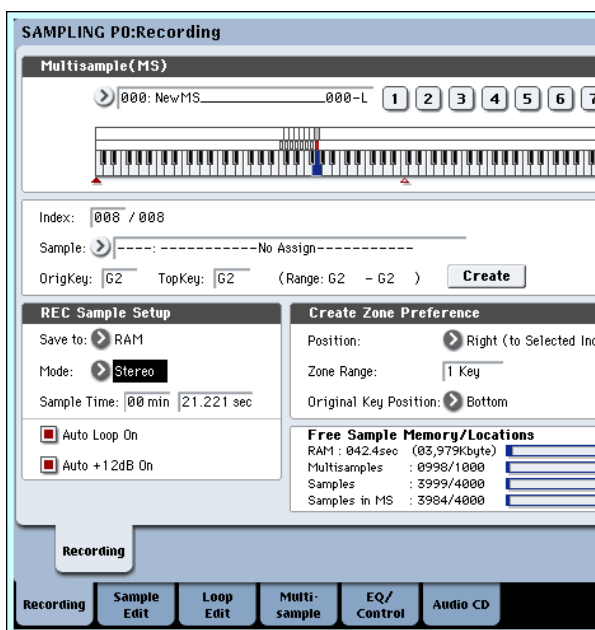 SAMPLING P0:Recording
Multisample(MS)
000: NewMS________________000-L 1 2 3 4 5 6 7
Index: 008 / 008
Sample: ----: -----------No Assign-----------
OrigKey: G2 TopKey: G2 (Range: G2 - G2 ) Create
REC Sample Setup
Save to: RAM
Mode: Stereo
Sample Time: 00 min 21.221 sec
Auto Loop On
Auto +12dB On
Create Zone Preference
Position: Right (to Selected
Zone Range: 1 Key
Original Key Position: Bottom
Free Sample Memory/Locations
RAM : 042.4sec (03,979Kbyte)
Multisamples : 0998/1000
Samples : 3999/4000
Samples in MS : 3984/4000
Recording
Recording Sample Edit Loop Edit Multi-sample EQ/Control Audio CD